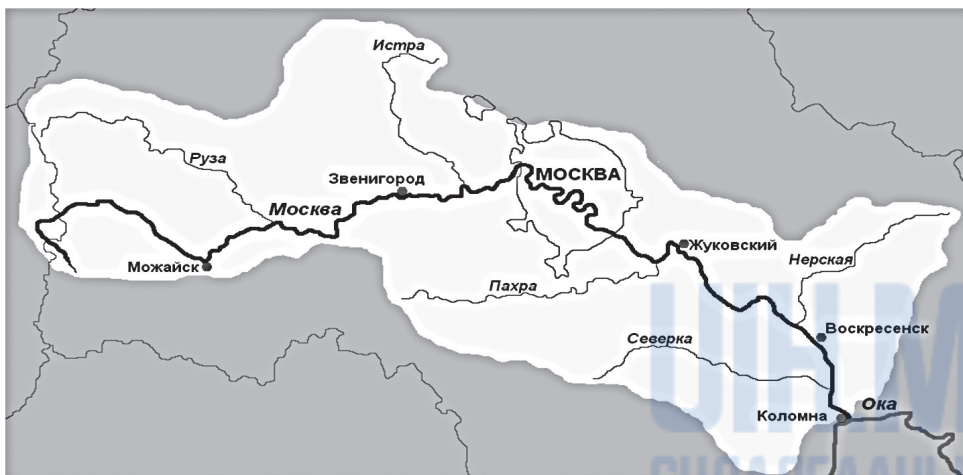 Истра
Руза
Звенигород
МОСКВА
Москва
Жуковский
Можайск
Нерская
Пахра
Воскресенск
Северка
Коломна
Ока